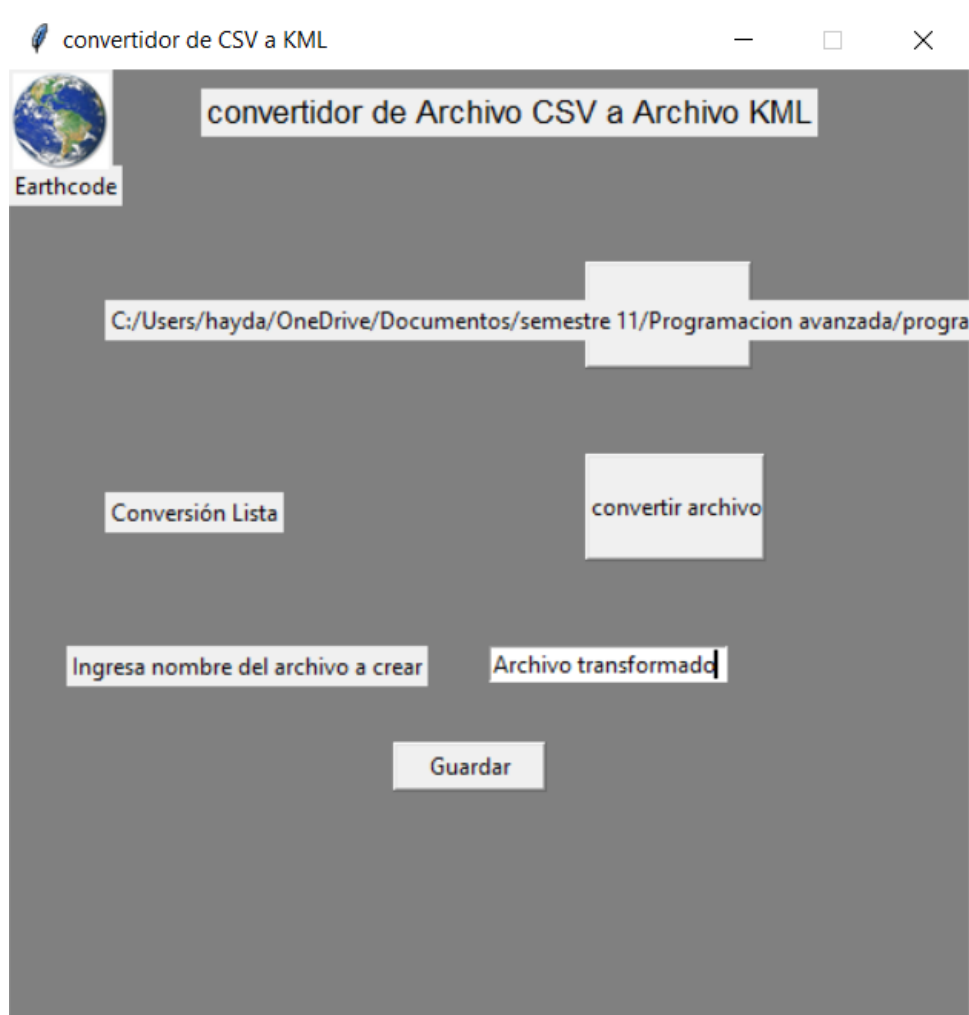 convertidor de CSV a KML
convertidor de Archivo CSV a Archivo KML
Earthcode
C:/Users/hayda/OneDrive/Documentos/semestre 11/Programacion avanzada/progra
Conversión Lista
convertir archivo
Ingresa nombre del archivo a crear
Archivo transformado
Guardar